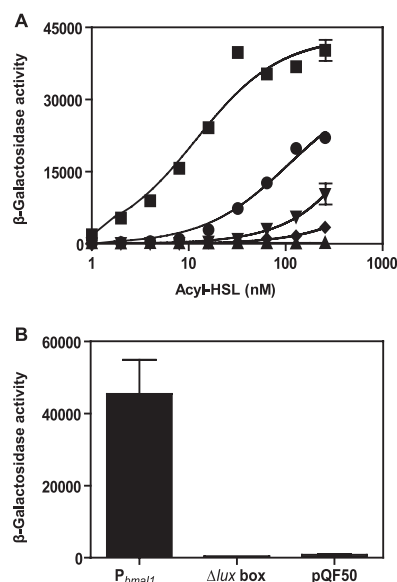 A
β-Galactosidase activity
45000
30000
15000
0
1
10
100
1000
Acyl-HSL (nM)
B
β-Galactosidase activity
60000
40000
20000
0
Pbmal1
Δlux box
pQF50